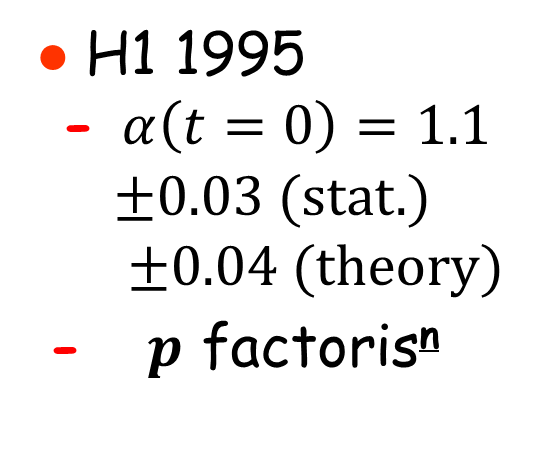 • H1 1995
- α(t = 0) = 1.1
±0.03 (stat.)
±0.04 (theory)
- p factorisⁿ